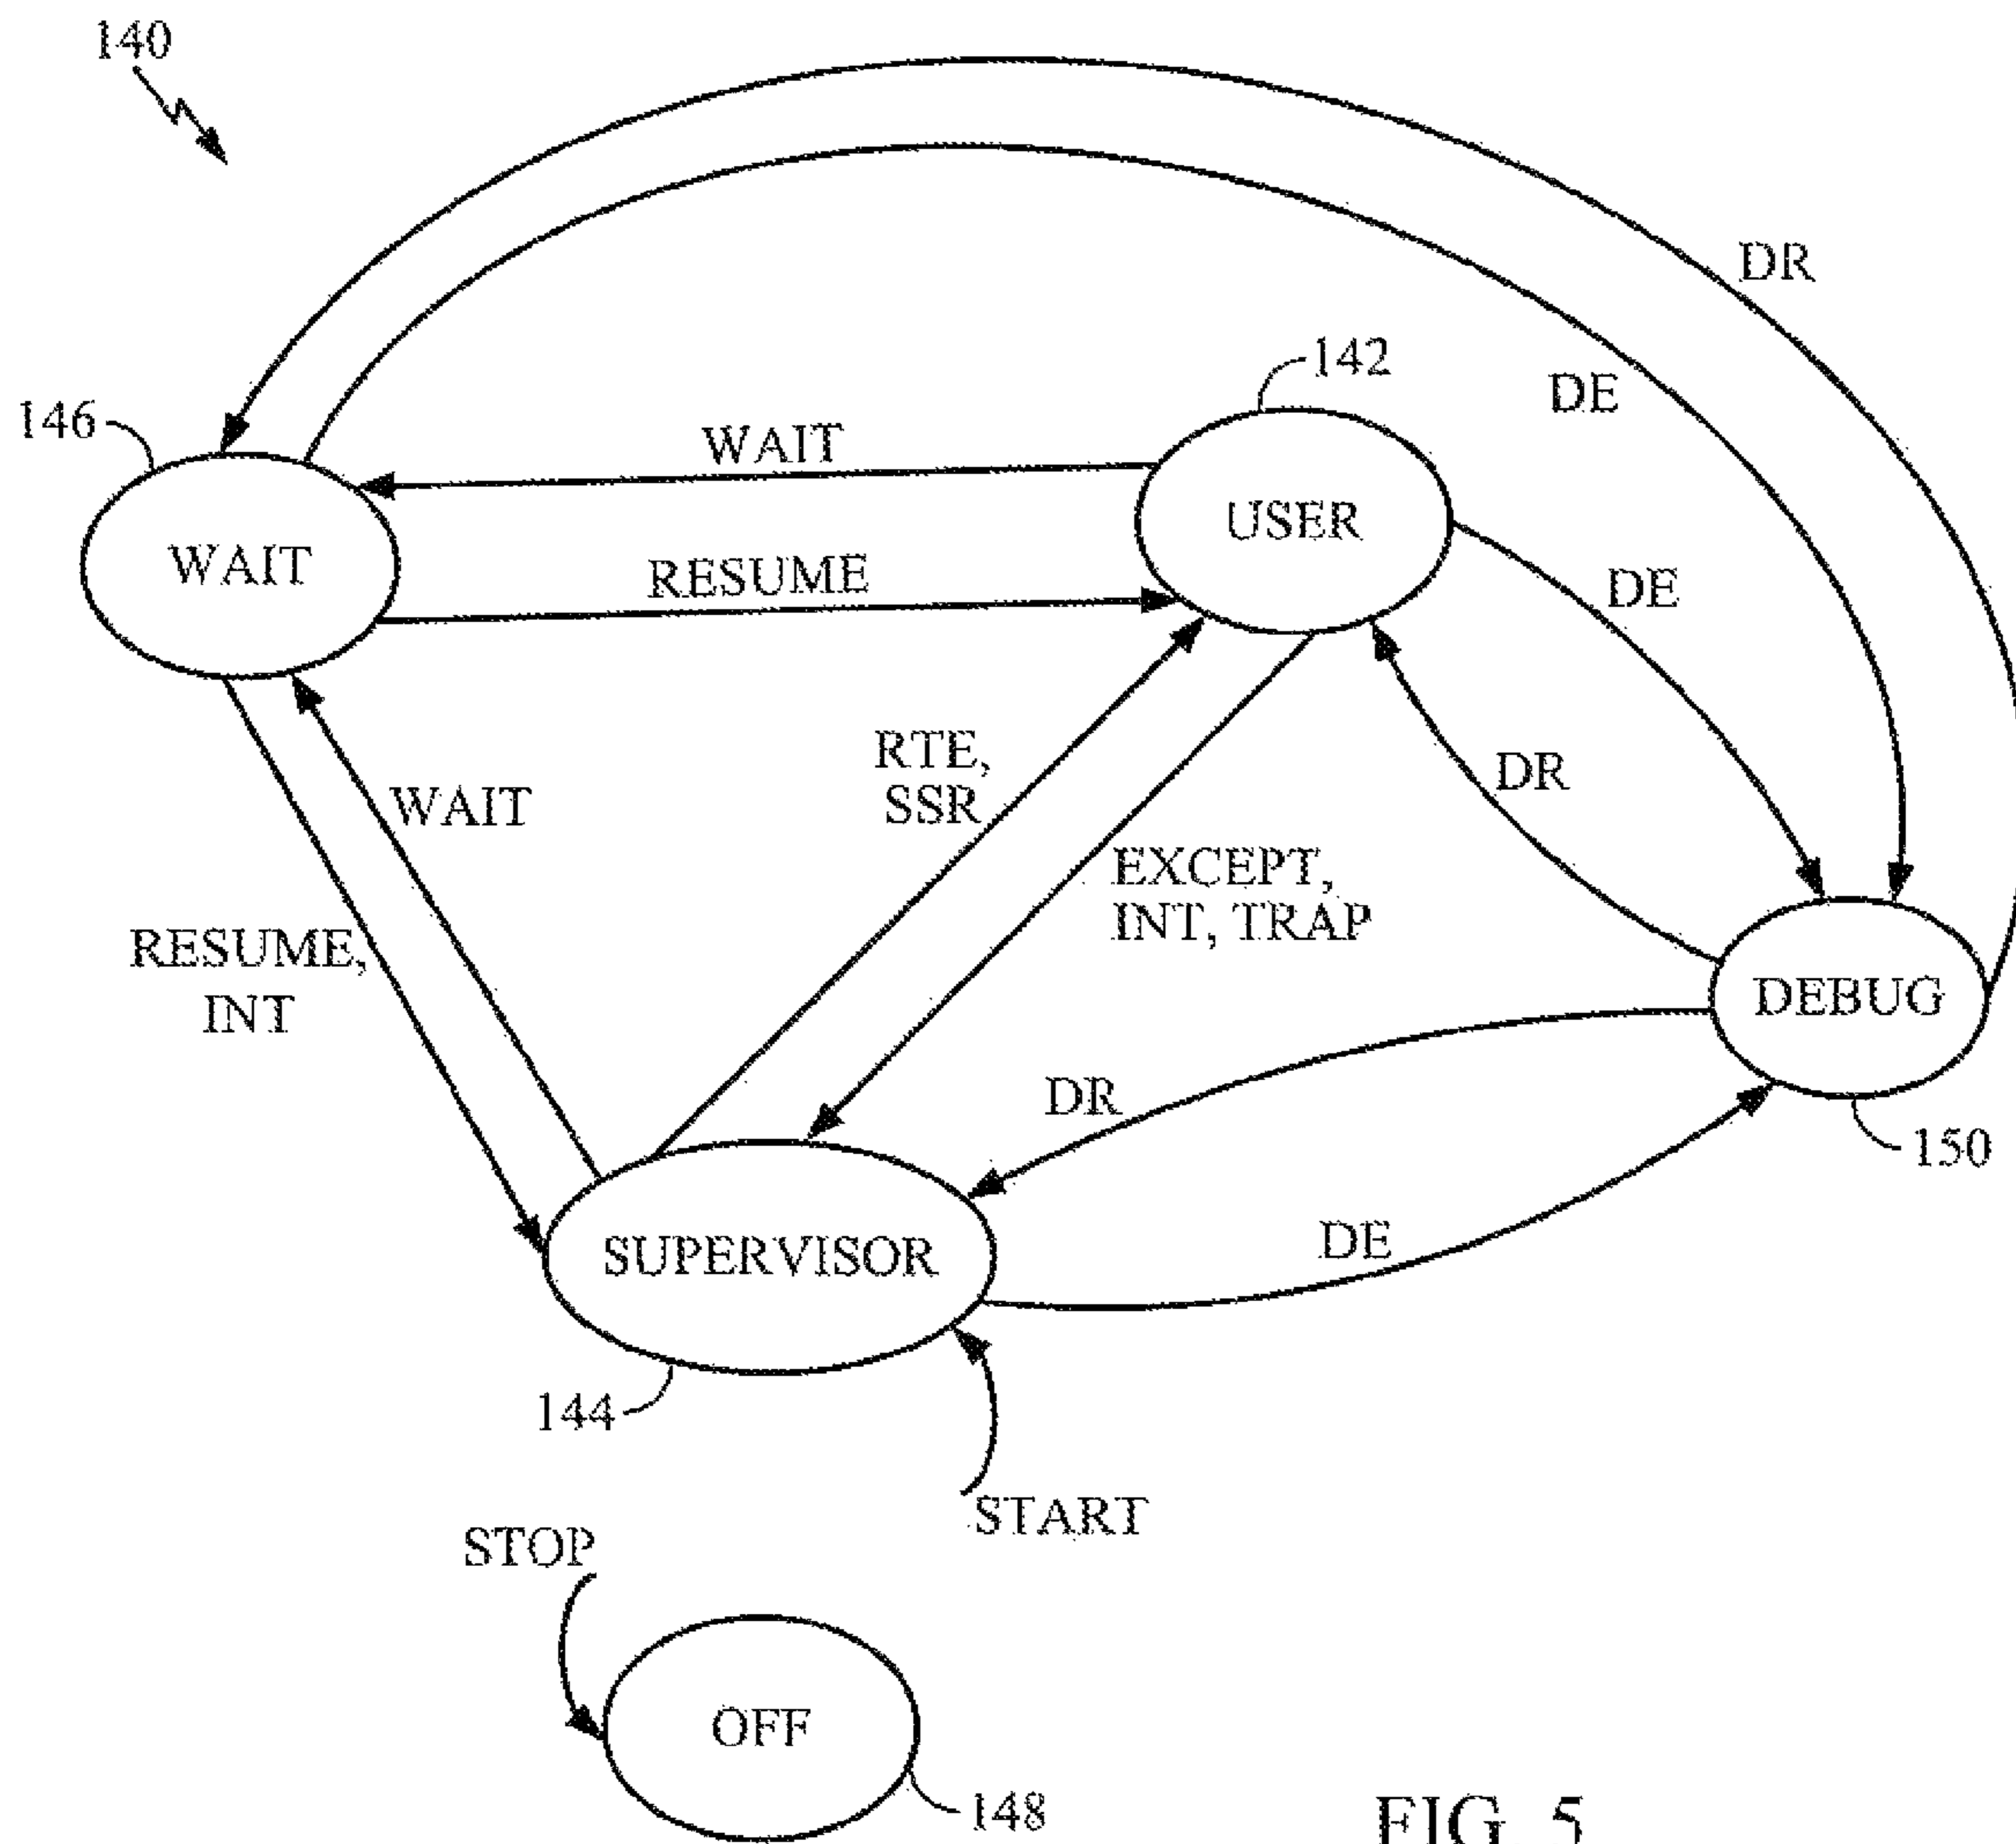 140
DR
142
DE
146
WAIT
USER
WAIT
RESUME
DE
RTE,
SSR
DR
WAIT
EXCEPT,
INT, TRAP
RESUME,
INT
DEBUG
DR
150
DE
SUPERVISOR
144
START
STOP
OFF
148
FIG. 5